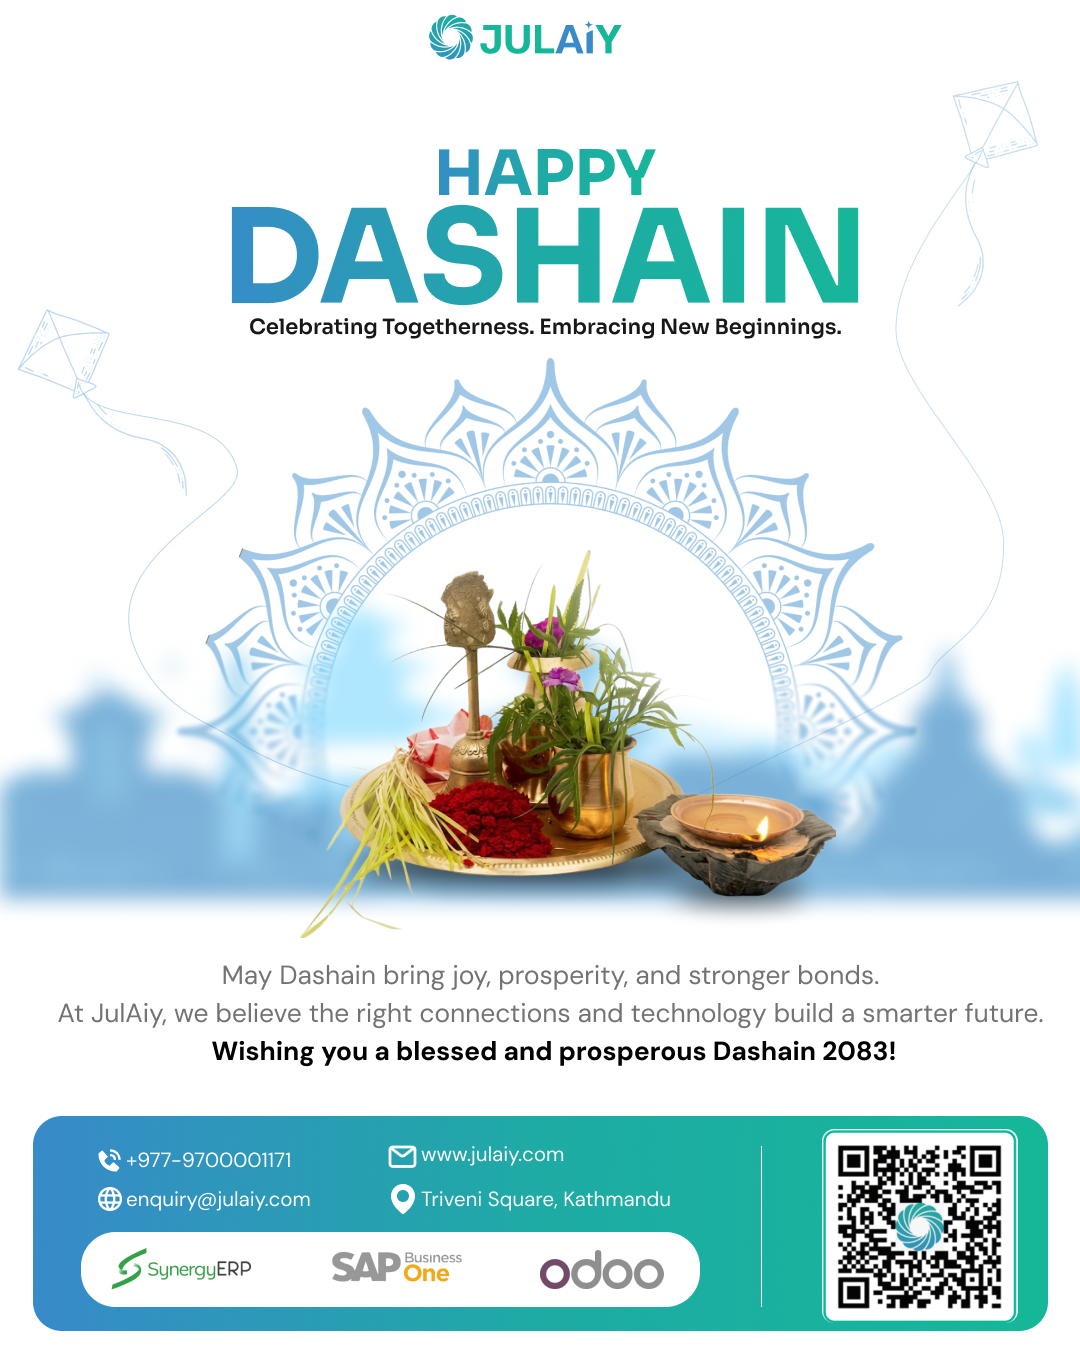 JULAiY
HAPPY
DASHAIN
Celebrating Togetherness. Embracing New Beginnings.
May Dashain bring joy, prosperity, and stronger bonds.
At JulAiy, we believe the right connections and technology build a smarter future.
Wishing you a blessed and prosperous Dashain 2083!
+977-9700001171
www.julaiy.com
enquiry@julaiy.com
Triveni Square, Kathmandu
SynergyERP
SAP Business One
odoo